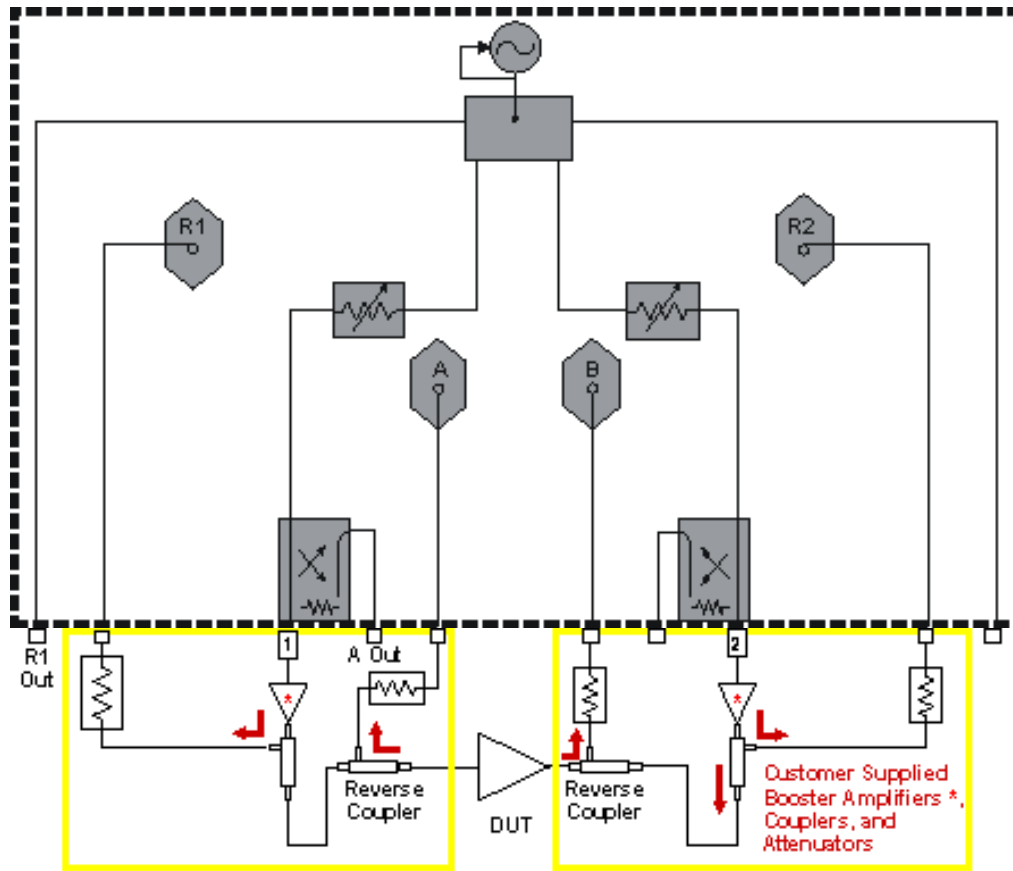 R1
R2
A
B
R1
Out
1
A Out
2
*
*
Reverse
Coupler
DUT
Reverse
Coupler
Customer Supplied
Booster Amplifiers *,
Couplers, and
Attenuators